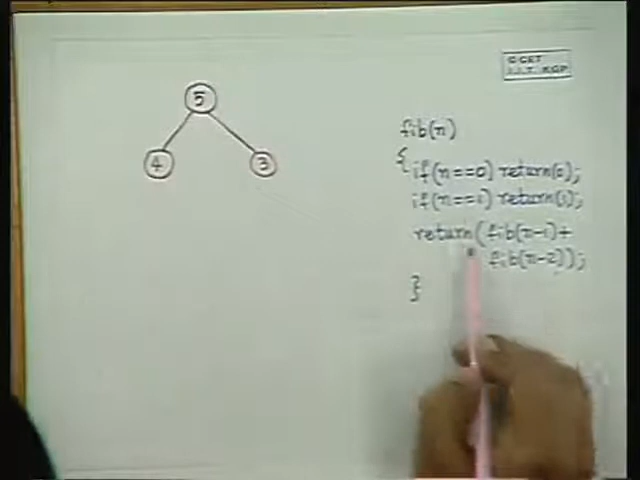 © CET
I.I.T. KGP
5
4 3
fib(n)
{ if(n==0) return(0);
if(n==1) return(1);
return(fib(n-1)+
fib(n-2));
}